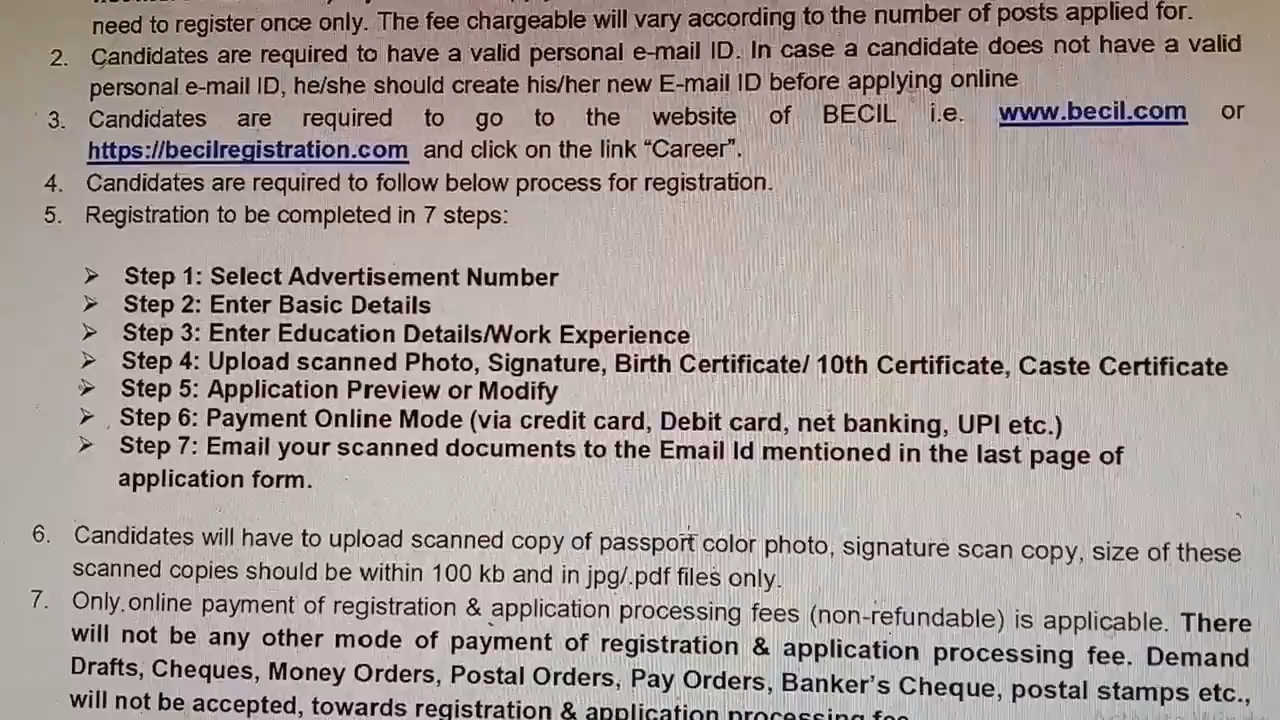 need to register once only. The fee chargeable will vary according to the number of posts applied for.
2. Candidates are required to have a valid personal e-mail ID. In case a candidate does not have a valid
personal e-mail ID, he/she should create his/her new E-mail ID before applying online
3. Candidates are required to go to the website of BECIL i.e. www.becil.com or
https://becilregistration.com and click on the link “Career”.
4. Candidates are required to follow below process for registration.
5. Registration to be completed in 7 steps:
➢ Step 1: Select Advertisement Number
➢ Step 2: Enter Basic Details
➢ Step 3: Enter Education Details/Work Experience
➢ Step 4: Upload scanned Photo, Signature, Birth Certificate/ 10th Certificate, Caste Certificate
➢ Step 5: Application Preview or Modify
➢ Step 6: Payment Online Mode (via credit card, Debit card, net banking, UPI etc.)
➢ Step 7: Email your scanned documents to the Email Id mentioned in the last page of
application form.
6. Candidates will have to upload scanned copy of passport color photo, signature scan copy, size of these
scanned copies should be within 100 kb and in jpg/.pdf files only.
7. Only online payment of registration & application processing fees (non-refundable) is applicable. There
will not be any other mode of payment of registration & application processing fee. Demand
Drafts, Cheques, Money Orders, Postal Orders, Pay Orders, Banker’s Cheque, postal stamps etc.,
will not be accepted, towards registration & application processing fee